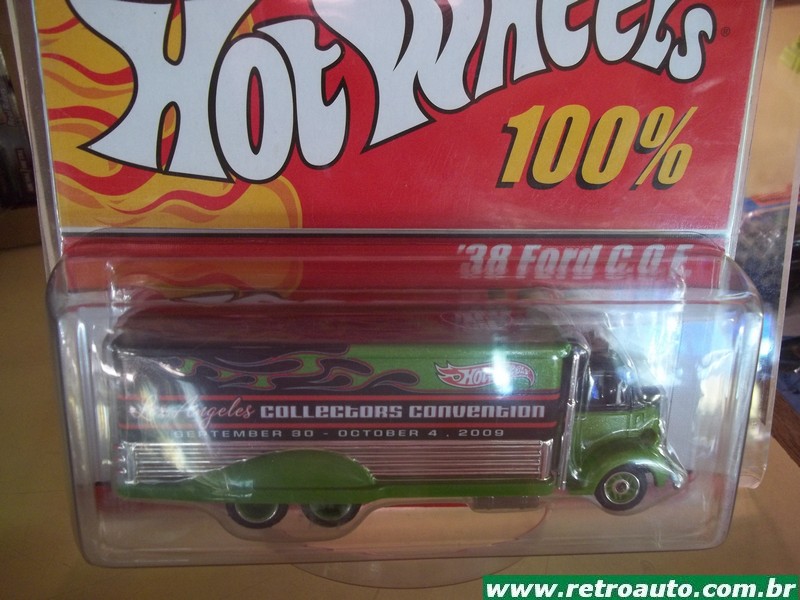 Hot Wheels®
100%
'38 Ford C.O.E.
Hot Wheels
Los Angeles COLLECTORS CONVENTION
SEPTEMBER 30 - OCTOBER 4, 2009
www.retroauto.com.br